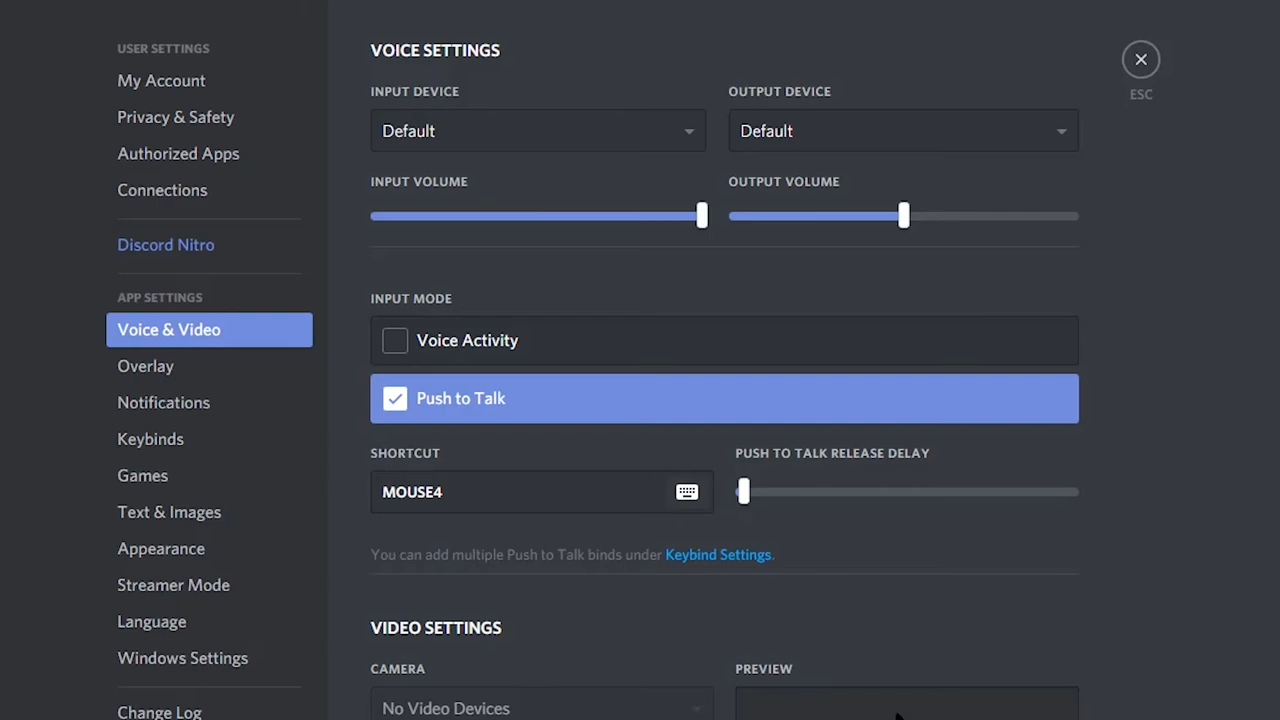 USER SETTINGS
My Account
Privacy & Safety
Authorized Apps
Connections
Discord Nitro
APP SETTINGS
Voice & Video
Overlay
Notifications
Keybinds
Games
Text & Images
Appearance
Streamer Mode
Language
Windows Settings
Change Log
VOICE SETTINGS
INPUT DEVICE
Default
OUTPUT DEVICE
Default
INPUT VOLUME
OUTPUT VOLUME
INPUT MODE
Voice Activity
Push to Talk
SHORTCUT
MOUSE4
PUSH TO TALK RELEASE DELAY
You can add multiple Push to Talk binds under Keybind Settings.
VIDEO SETTINGS
CAMERA
No Video Devices
PREVIEW
ESC